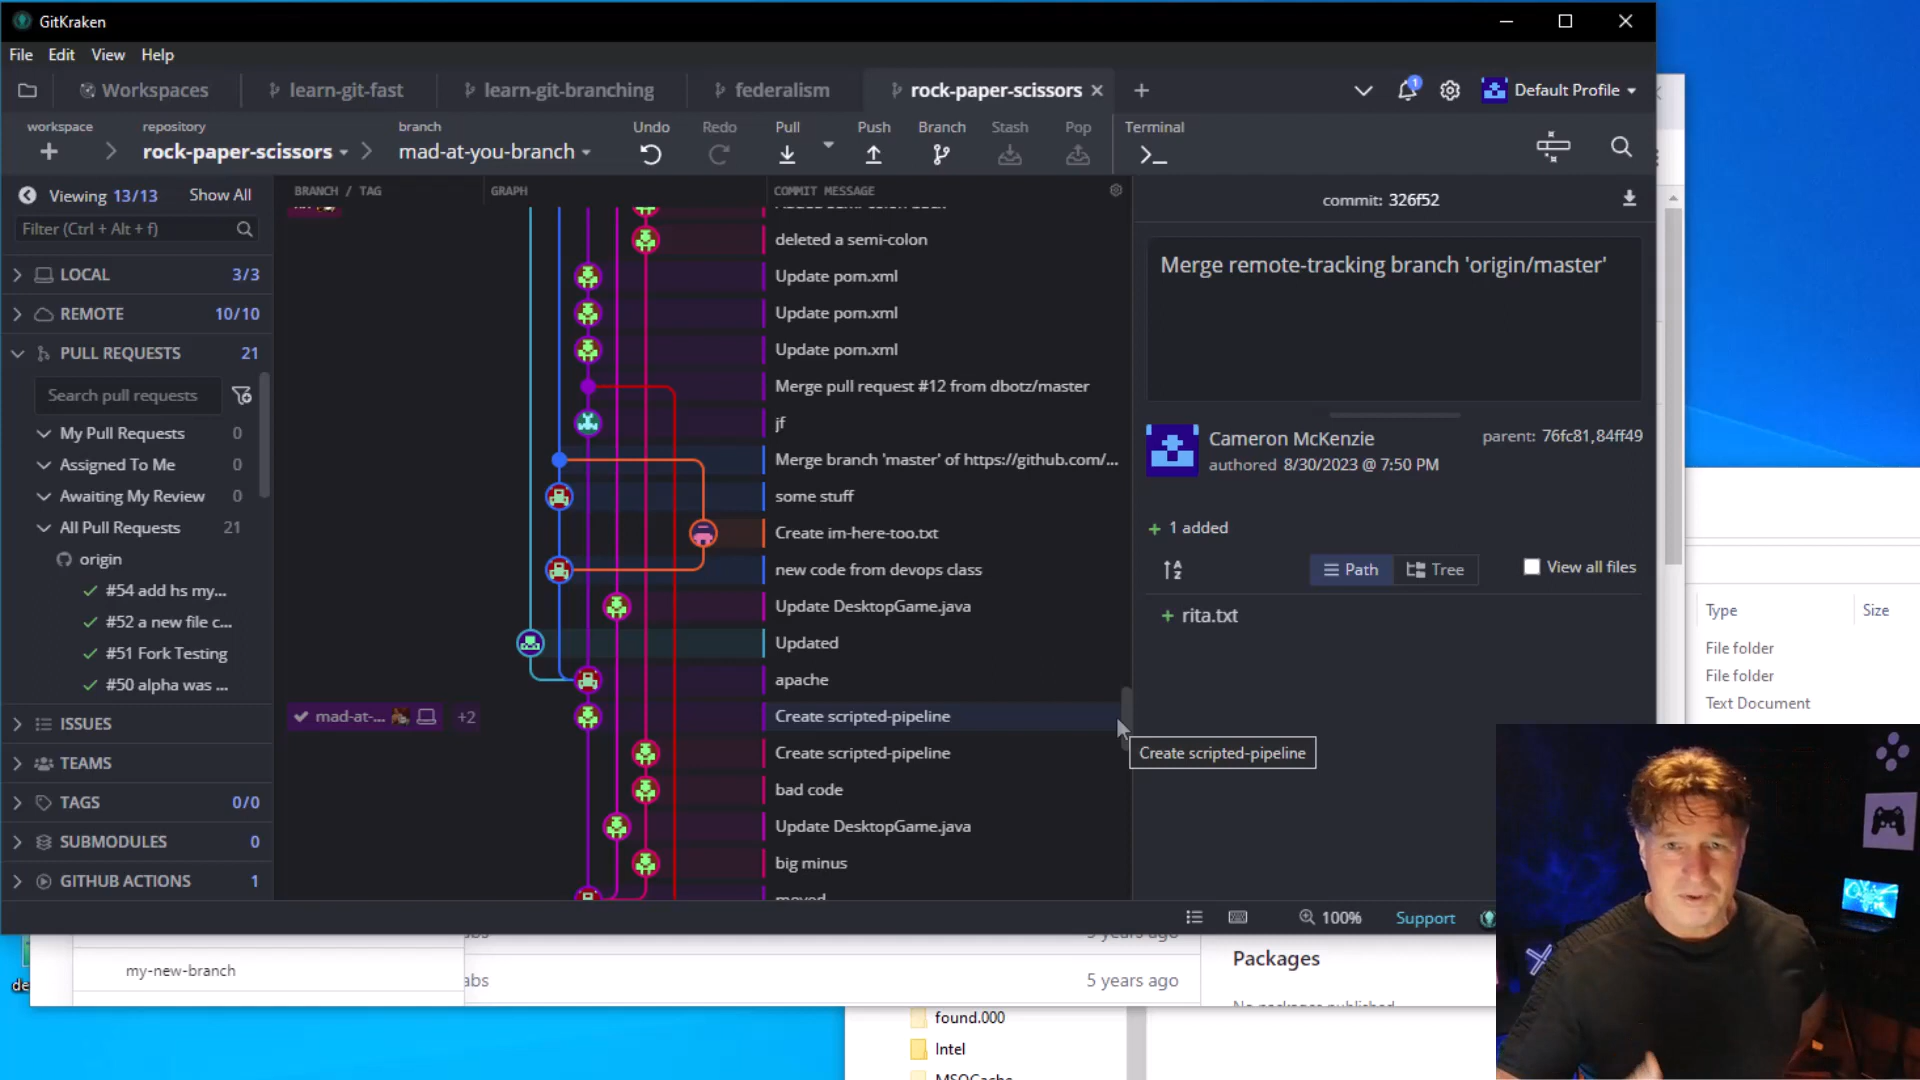 GitKraken
File Edit View Help
Workspaces
learn-git-fast
learn-git-branching
federalism
rock-paper-scissors
Default Profile
1
workspace
repository
rock-paper-scissors
branch
mad-at-you-branch
Undo
Redo
Pull
Push
Branch
Stash
Pop
Terminal
Viewing 13/13 Show All
Filter (Ctrl + Alt + f)
LOCAL 3/3
REMOTE 10/10
PULL REQUESTS 21
Search pull requests
My Pull Requests 0
Assigned To Me 0
Awaiting My Review 0
All Pull Requests 21
origin
#54 add hs my...
#52 a new file c...
#51 Fork Testing
#50 alpha was ...
ISSUES
TEAMS
TAGS 0/0
SUBMODULES 0
GITHUB ACTIONS 1
BRANCH / TAG
GRAPH
COMMIT MESSAGE
deleted a semi-colon
Update pom.xml
Update pom.xml
Update pom.xml
Merge pull request #12 from dbotz/master
jf
Merge branch 'master' of https://github.com/...
some stuff
Create im-here-too.txt
new code from devops class
Update DesktopGame.java
Updated
apache
mad-at-... +2
Create scripted-pipeline
Create scripted-pipeline
bad code
Update DesktopGame.java
big minus
moved
Create scripted-pipeline
commit: 326f52
Merge remote-tracking branch 'origin/master'
Cameron McKenzie
authored 8/30/2023 @ 7:50 PM
parent: 76fc81,84ff49
1 added
Path
Tree
View all files
rita.txt
100%
Support
Type
Size
File folder
File folder
Text Document
my-new-branch
abs
5 years ago
abs
5 years ago
Packages
No packages published
found.000
Intel
MSOCache
de